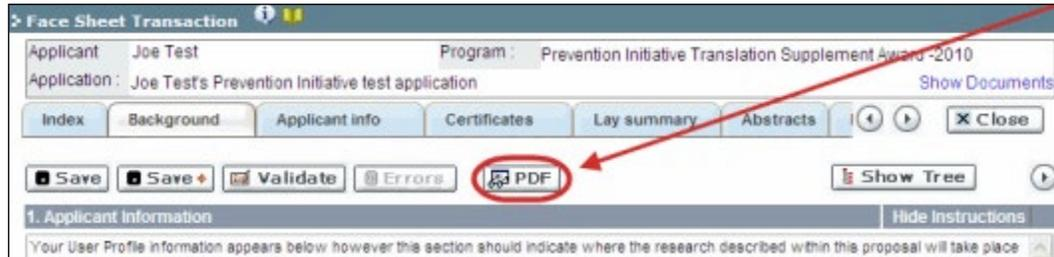 Face Sheet Transaction
Applicant Joe Test Program : Prevention Initiative Translation Supplement Award -2010
Application : Joe Test's Prevention Initiative test application Show Documents
Index Background Applicant info Certificates Lay summary Abstracts Close
Save Save Validate Errors PDF Show Tree
1. Applicant Information Hide Instructions
Your User Profile information appears below however this section should indicate where the research described within this proposal will take place